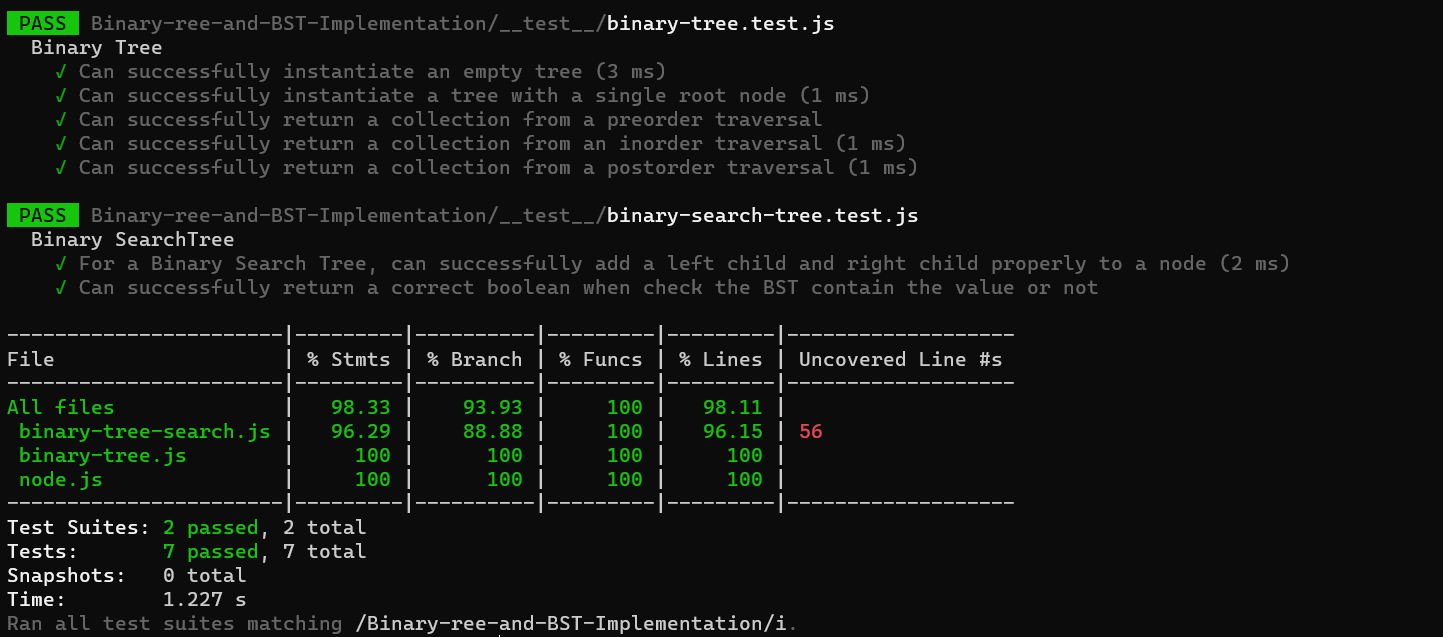 PASS Binary-ree-and-BST-Implementation/__test__/binary-tree.test.js
  Binary Tree
    √ Can successfully instantiate an empty tree (3 ms)
    √ Can successfully instantiate a tree with a single root node (1 ms)
    √ Can successfully return a collection from a preorder traversal
    √ Can successfully return a collection from an inorder traversal (1 ms)
    √ Can successfully return a collection from a postorder traversal (1 ms)

PASS Binary-ree-and-BST-Implementation/__test__/binary-search-tree.test.js
  Binary SearchTree
    √ For a Binary Search Tree, can successfully add a left child and right child properly to a node (2 ms)
    √ Can successfully return a correct boolean when check the BST contain the value or not

-----------------------|---------|----------|---------|---------|-------------------
File                   | % Stmts | % Branch | % Funcs | % Lines | Uncovered Line #s
-----------------------|---------|----------|---------|---------|-------------------
All files              |   98.33 |    93.93 |     100 |   98.11 |
 binary-tree-search.js |   96.29 |    88.88 |     100 |   96.15 | 56
 binary-tree.js        |     100 |      100 |     100 |     100 |
 node.js               |     100 |      100 |     100 |     100 |
-----------------------|---------|----------|---------|---------|-------------------
Test Suites: 2 passed, 2 total
Tests:       7 passed, 7 total
Snapshots:   0 total
Time:        1.227 s
Ran all test suites matching /Binary-ree-and-BST-Implementation/i.